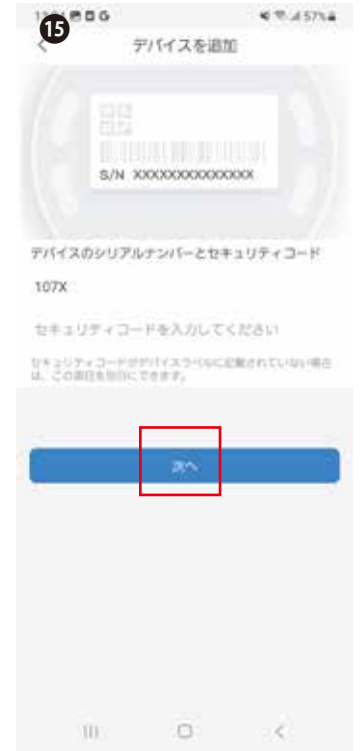 15
57%
デバイスを追加
S/N XXXXXXXXXXXXXX
デバイスのシリアルナンバーとセキュリティコード
107X
セキュリティコードを入力してください
セキュリティコードがデバイスラベルに記載されていない場合
は、この項目を空白にできます。
次へ